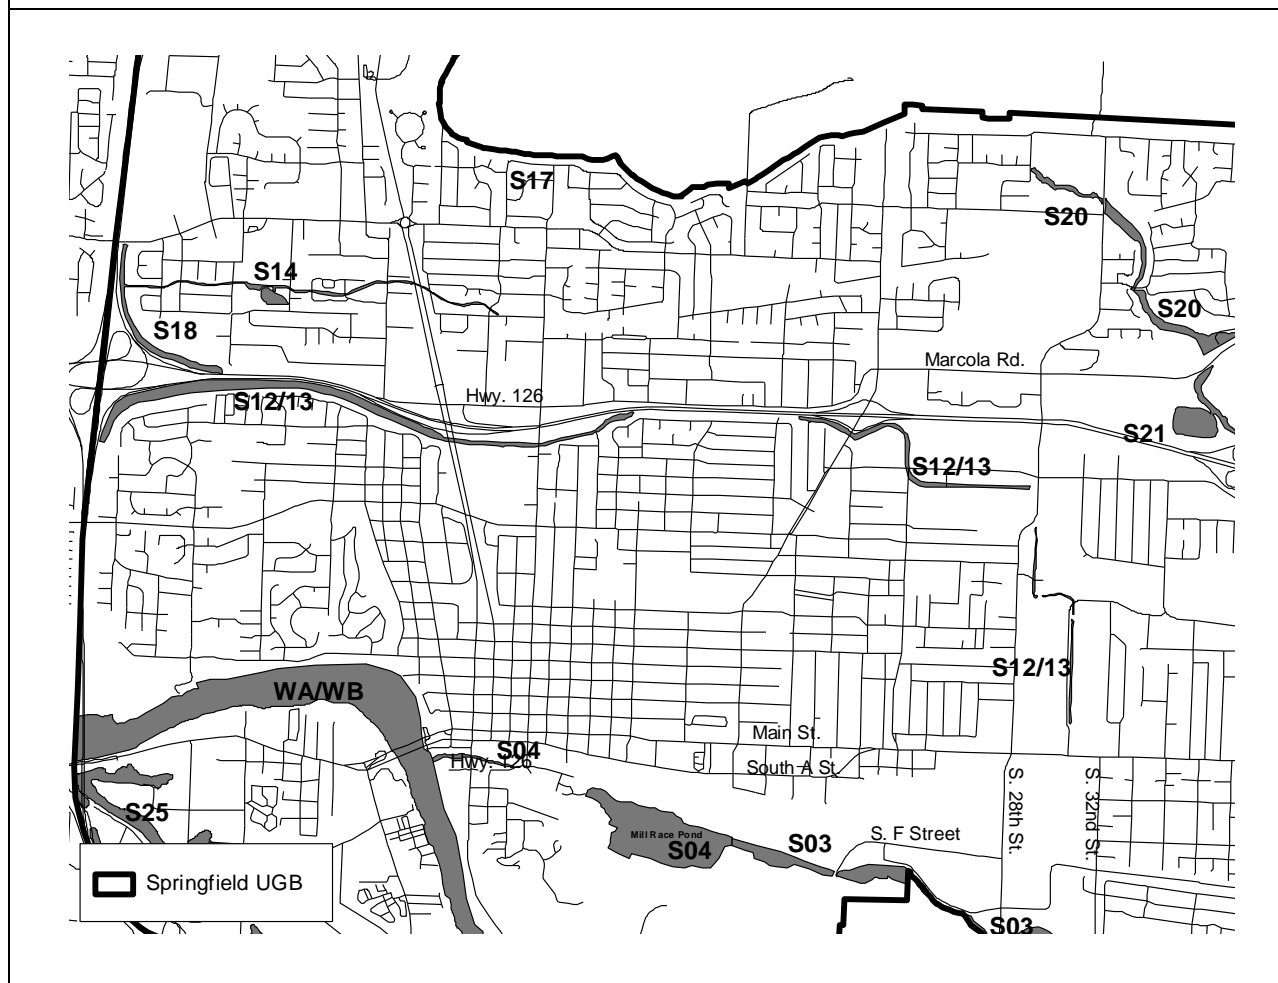 S17
S20
S14
S20
S18
Marcola Rd.
Hwy. 126
S12/13
S21
S12/13
S12/13
WA/WB
Main St.
S04
Hwy. 126
South A St.
S. 28th St.
S. 32nd St.
S25
Mill Race Pond
S. F Street
S03
S04
Springfield UGB
S03